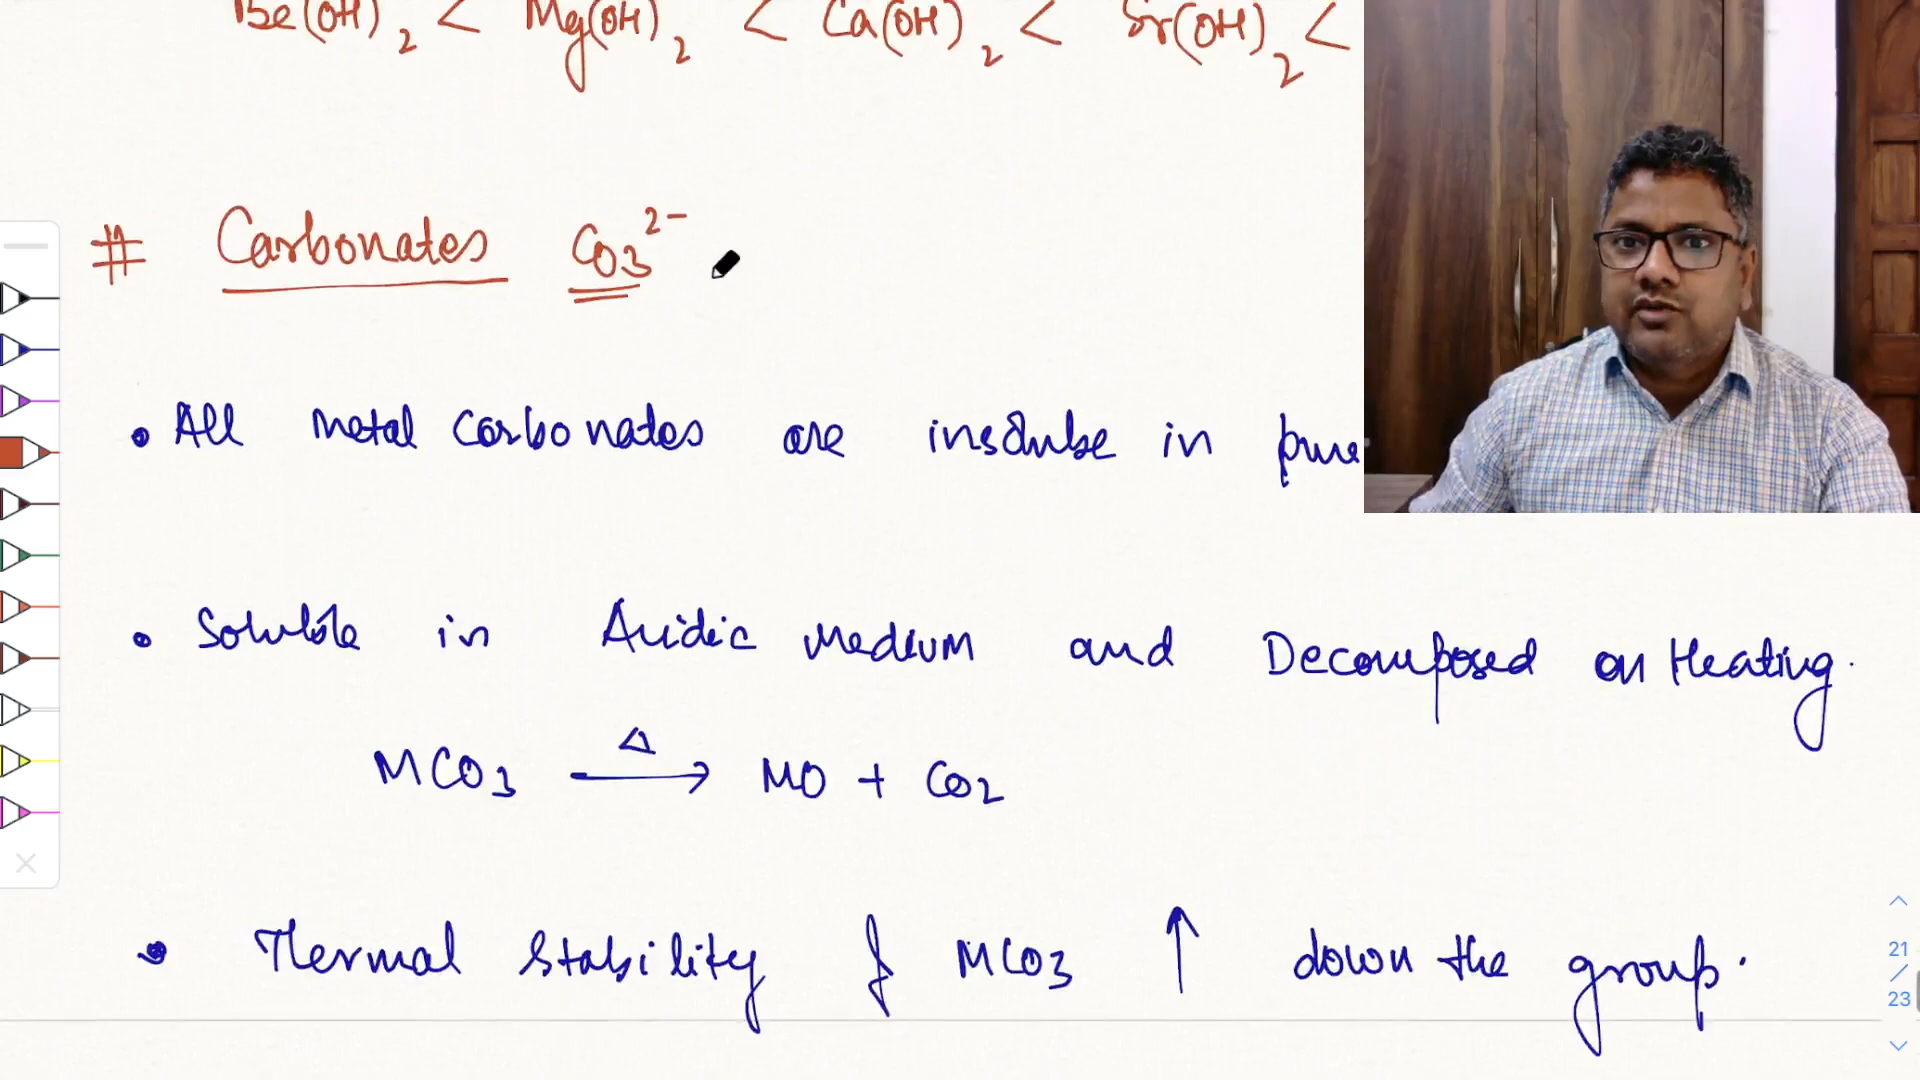 Be(OH)2 < Mg(OH)2 < Ca(OH)2 < Sr(OH)2 <
# Carbonates CO3^2-
• All metal carbonates are insoluble in pure
• Soluble in Acidic medium and Decomposed on Heating.
MCO3 —Δ→ MO + CO2
• Thermal stability of MCO3 ↑ down the group.
21
/
23